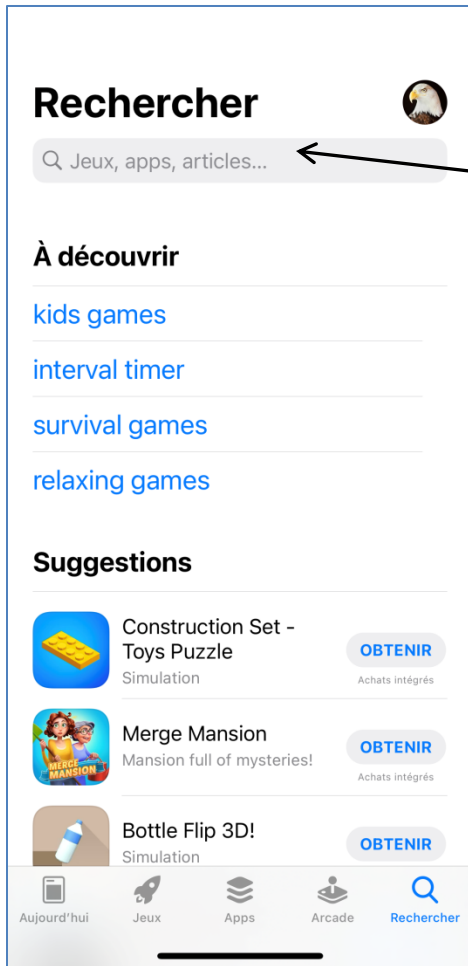 Rechercher
Jeux, apps, articles...
À découvrir
kids games
interval timer
survival games
relaxing games
Suggestions
Construction Set -
Toys Puzzle
Simulation
OBTENIR
Achats intégrés
MERGE
MANSION
Merge Mansion
Mansion full of mysteries!
OBTENIR
Achats intégrés
Bottle Flip 3D!
Simulation
OBTENIR
Aujourd'hui Jeux Apps Arcade Rechercher